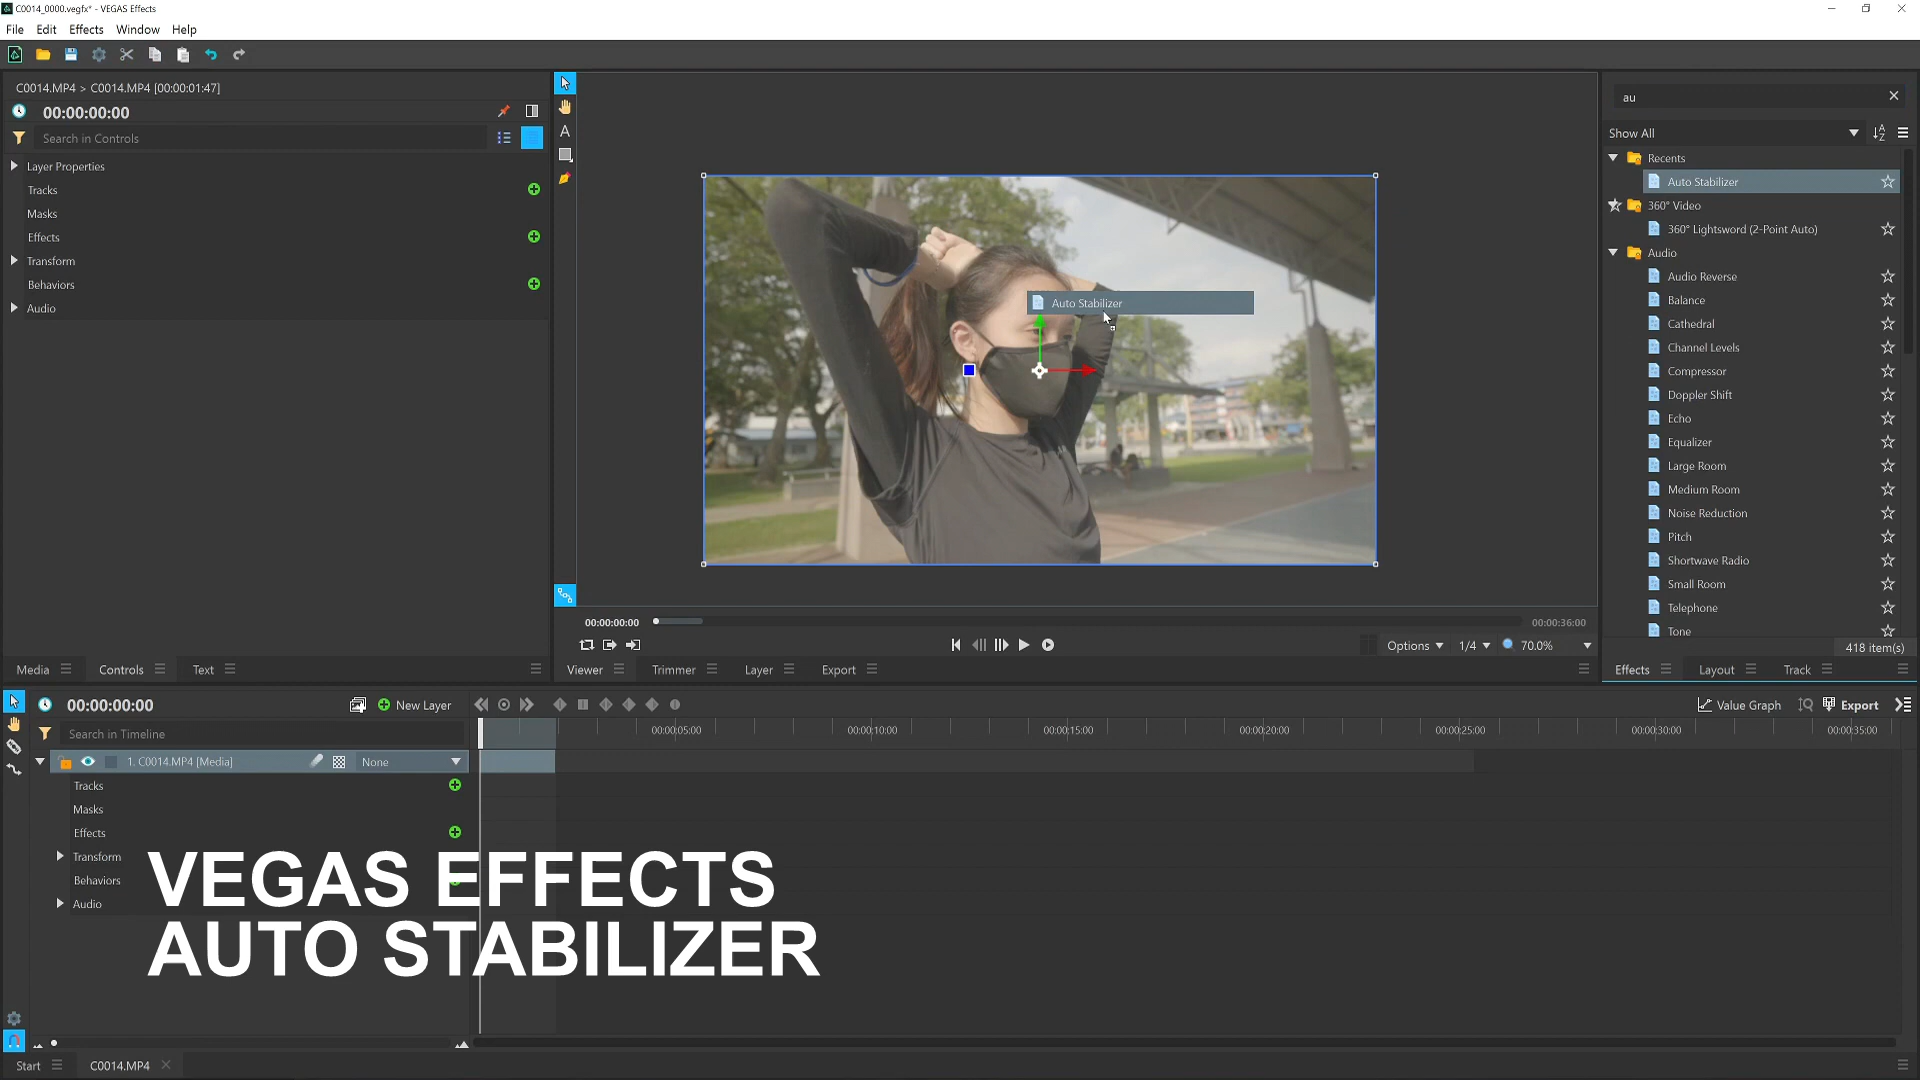 C0014_0000.vegfx* - VEGAS Effects
File Edit Effects Window Help
C0014.MP4 > C0014.MP4 [00:00:01:47]
00:00:00:00
Search in Controls
Layer Properties
Tracks
Masks
Effects
Transform
Behaviors
Audio
Media Controls Text
A
Auto Stabilizer
00:00:00:00
00:00:36:00
Options 1/4 70.0%
Viewer Trimmer Layer Export
au
Show All
Recents
Auto Stabilizer
360° Video
360° Lightsword (2-Point Auto)
Audio
Audio Reverse
Balance
Cathedral
Channel Levels
Compressor
Doppler Shift
Echo
Equalizer
Large Room
Medium Room
Noise Reduction
Pitch
Shortwave Radio
Small Room
Telephone
Tone
418 item(s)
Effects Layout Track
00:00:00:00 New Layer Value Graph Export
Search in Timeline
00:00:05:00 00:00:10:00 00:00:15:00 00:00:20:00 00:00:25:00 00:00:30:00 00:00:35:00
1. C0014.MP4 [Media] None
Tracks
Masks
Effects
Transform
Behaviors
Audio
VEGAS EFFECTS
AUTO STABILIZER
Start C0014.MP4